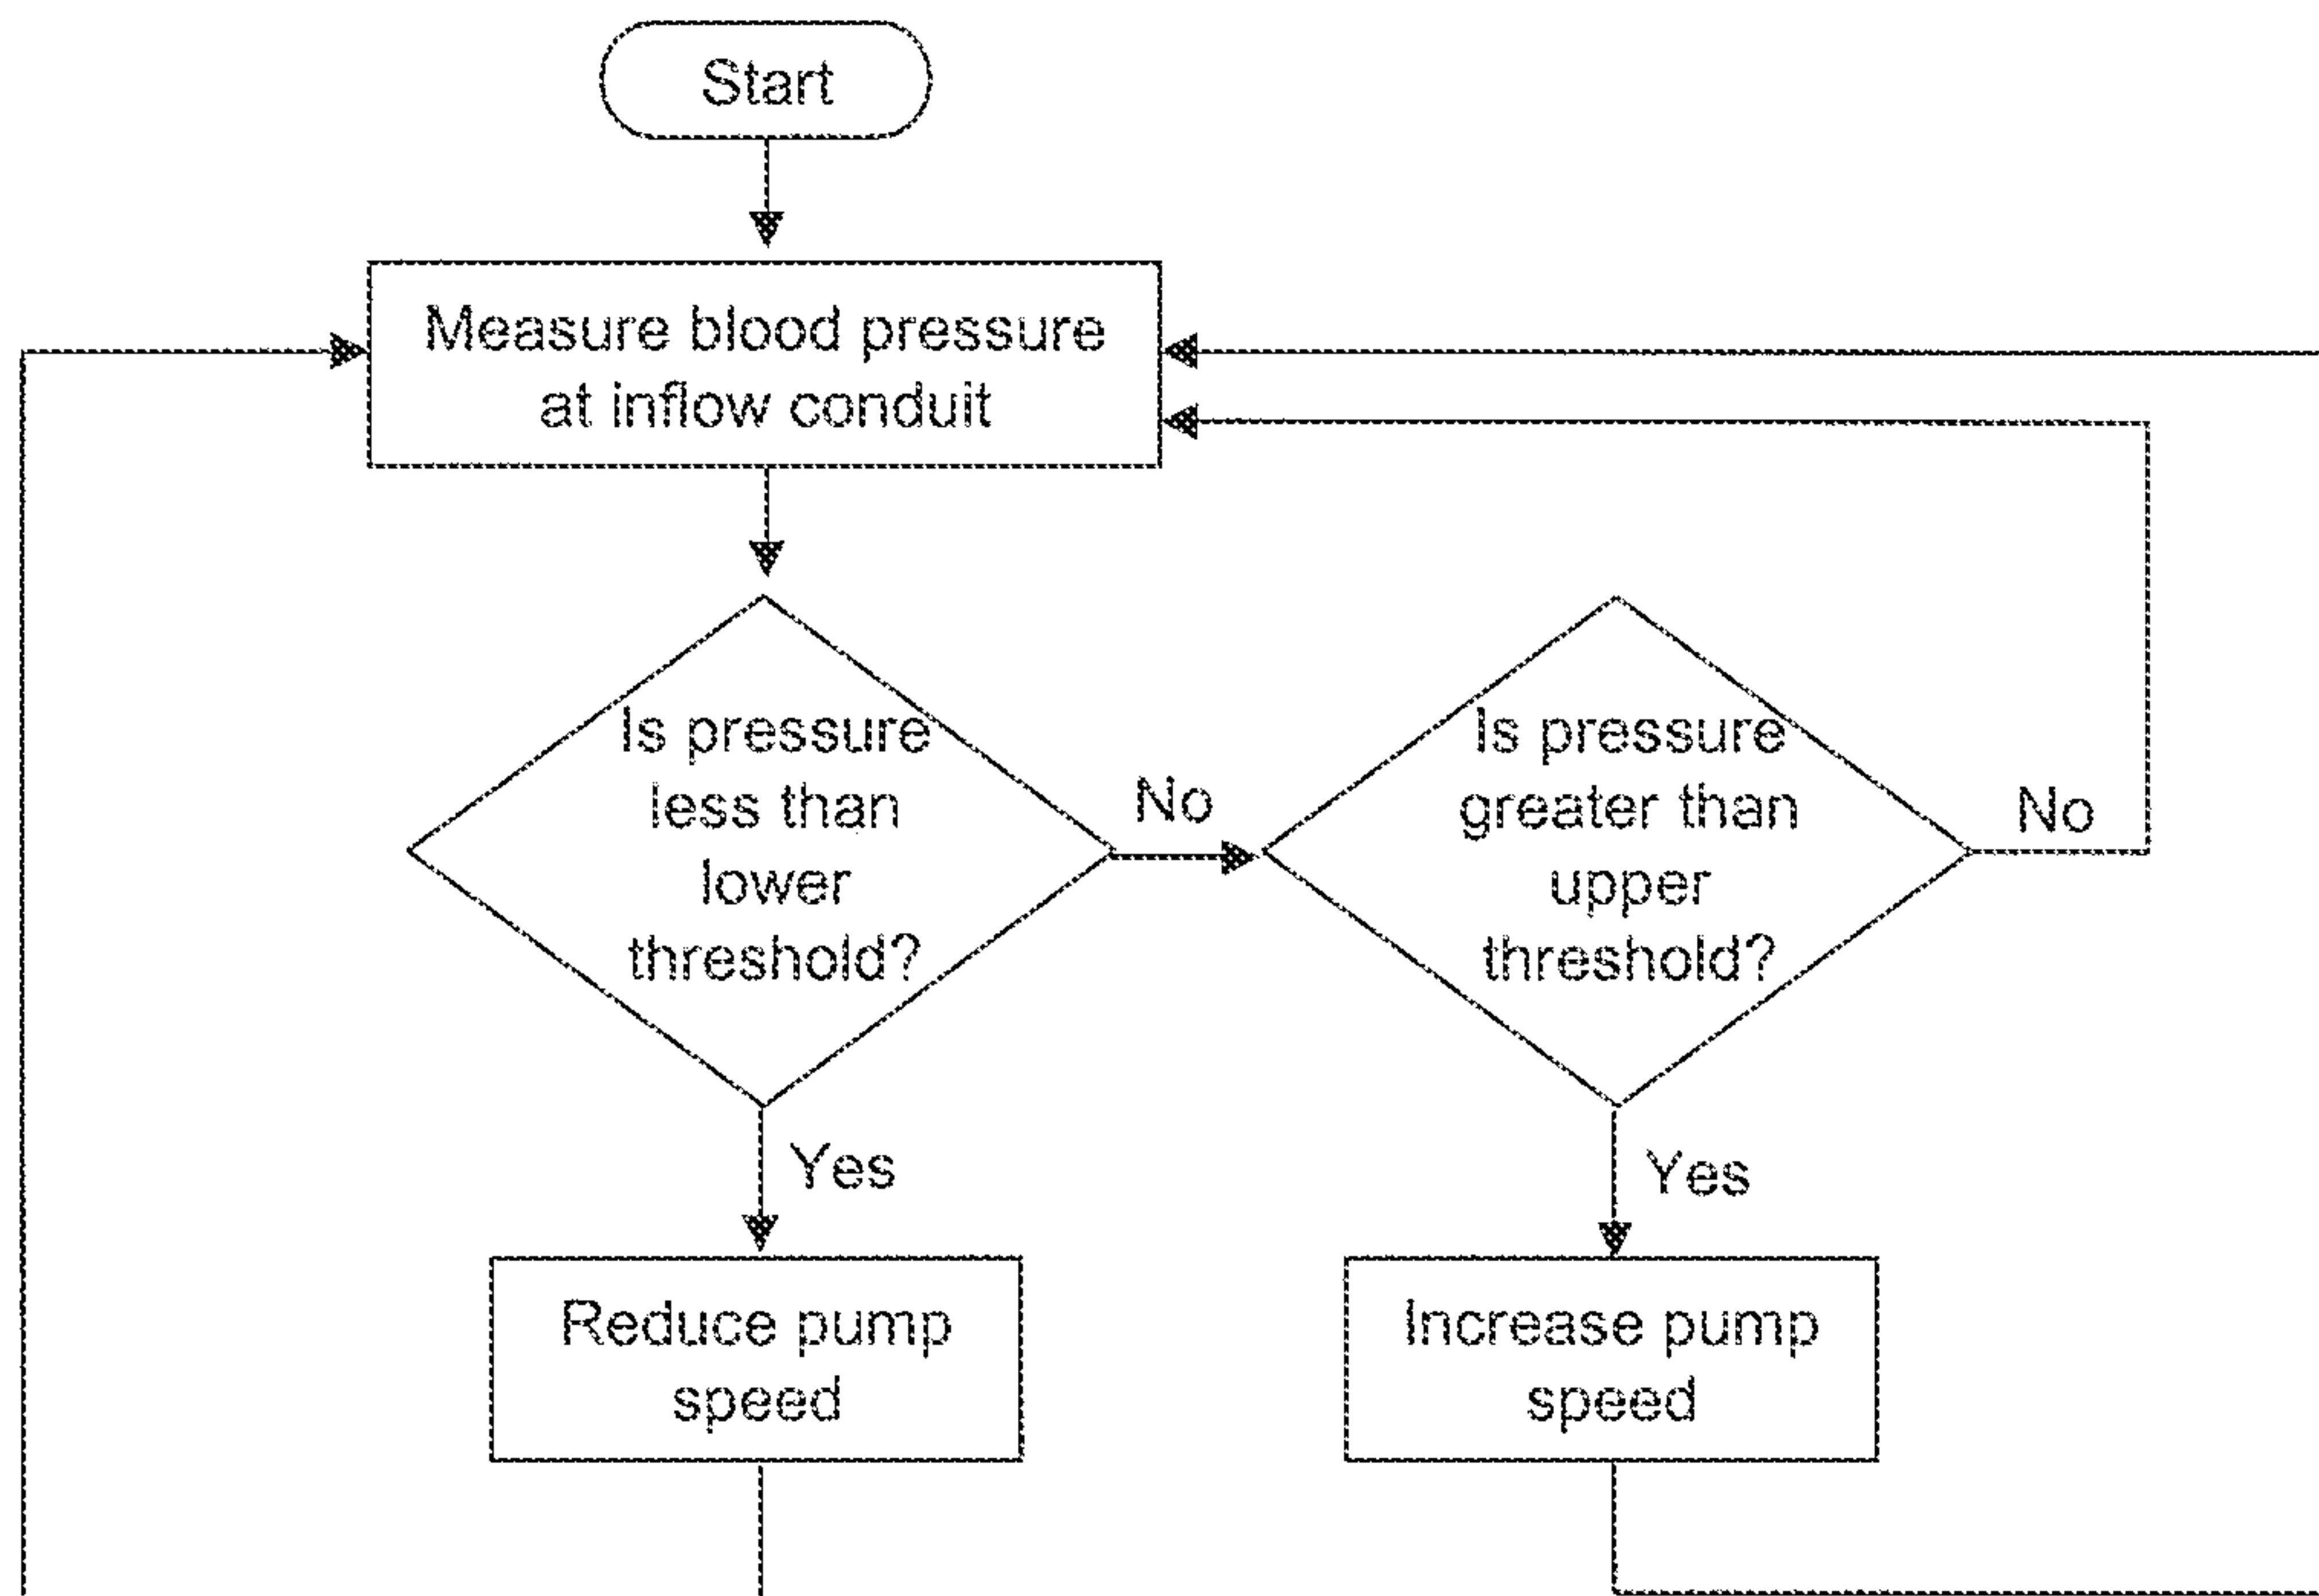 Start
Measure blood pressure
at inflow conduit
Is pressure
less than
lower
threshold?
No
Is pressure
greater than
upper
threshold?
No
Yes
Yes
Reduce pump
speed
Increase pump
speed